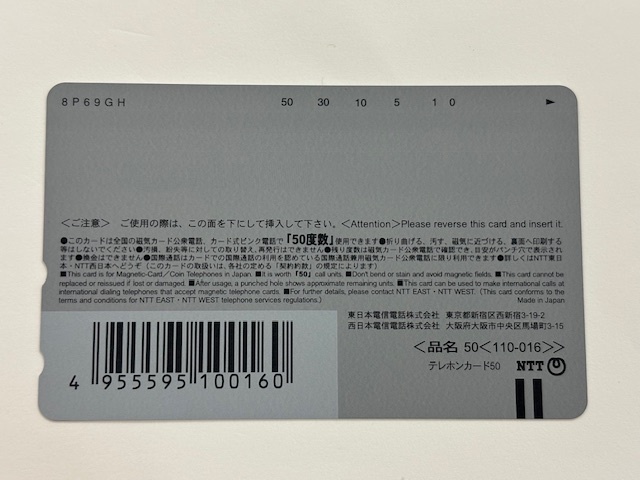 8P69GH 50 30 10 5 1 0
＜ご注意＞ ご使用の際は、この面を下にして挿入して下さい。＜Attention＞Please reverse this card and insert it.
●このカードは全国の磁気カード公衆電話、カード式ピンク電話で「50度数」使用できます●折り曲げる、汚す、磁気に近づける、裏面へ印刷する
等はしないでください●汚損、紛失等に対しての取り替え、再発行はできません●残り度数は磁気カード公衆電話で確認でき、目安がパンチ穴で表示されます
●換金はできません●国際通話はカードでの国際通話の利用を認めている国際通話兼用磁気カード公衆電話に限り利用できます●詳しくはNTT東日
本・NTT西日本へどうぞ〈このカードの取扱いは、各社の定める「契約約款」の規定によります〉
■This card is for Magnetic-Card／Coin Telephones in Japan. ■It is worth「50」call units. ■Don't bend or stain and avoid magnetic fields. ■This card cannot be
replaced or reissued if lost or damaged. ■After usage; a punched hole shows approximate remaining units. ■This card can be used to make international calls at
international dialing telephones that accept magnetic telephone cards. ■For further details, please contact NTT EAST・NTT WEST.〈This card conforms to the
terms and conditions for NTT EAST・NTT WEST telephone services regulations.〉 Made in Japan
東日本電信電話株式会社 東京都新宿区西新宿3-19-2
西日本電信電話株式会社 大阪府大阪市中央区馬場町3-15
＜品名 50＜110-016＞＞
テレホンカード50 NTT
4 955595 100160